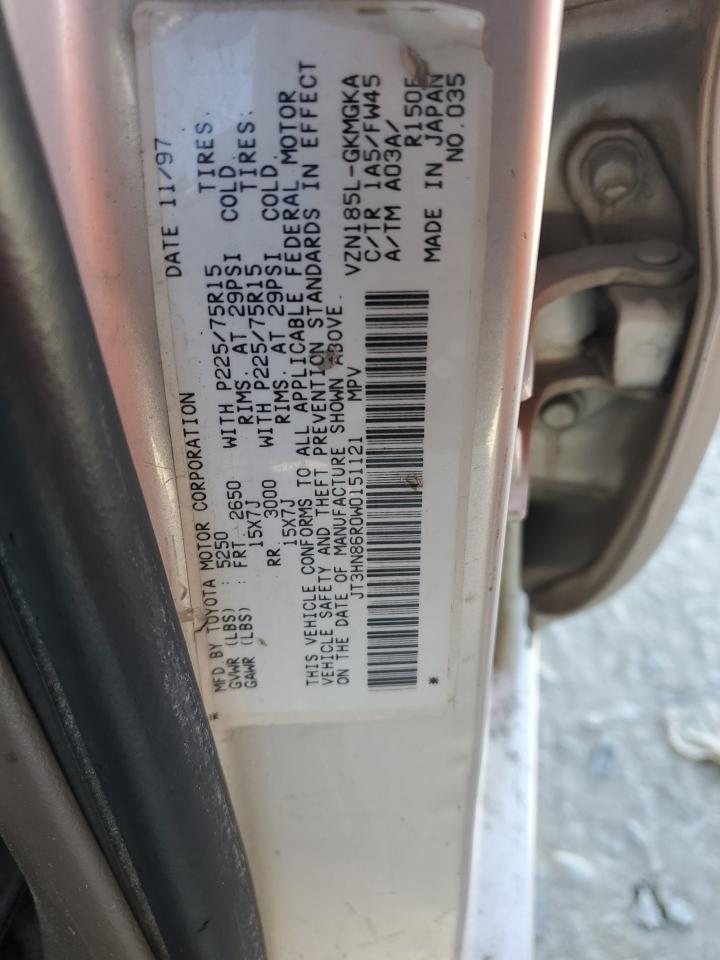 MFD. BY TOYOTA MOTOR CORPORATION DATE 11/97
GVWR (LBS) : 5250
GAWR (LBS) : FRT. 2650 WITH P225/75R15 TIRES.
15X7J RIMS. AT 29PSI COLD.
RR. 3000 WITH P225/75R15 TIRES.
15X7J RIMS. AT 29PSI COLD.
THIS VEHICLE CONFORMS TO ALL APPLICABLE FEDERAL MOTOR
VEHICLE SAFETY AND THEFT PREVENTION STANDARDS IN EFFECT
ON THE DATE OF MANUFACTURE SHOWN ABOVE.
JT3HN86R0W0151121 MPV VZN185L-GKMGKA
C/TR 1A5/FW45
A/TM A03A/ R150F
MADE IN JAPAN
NO.035